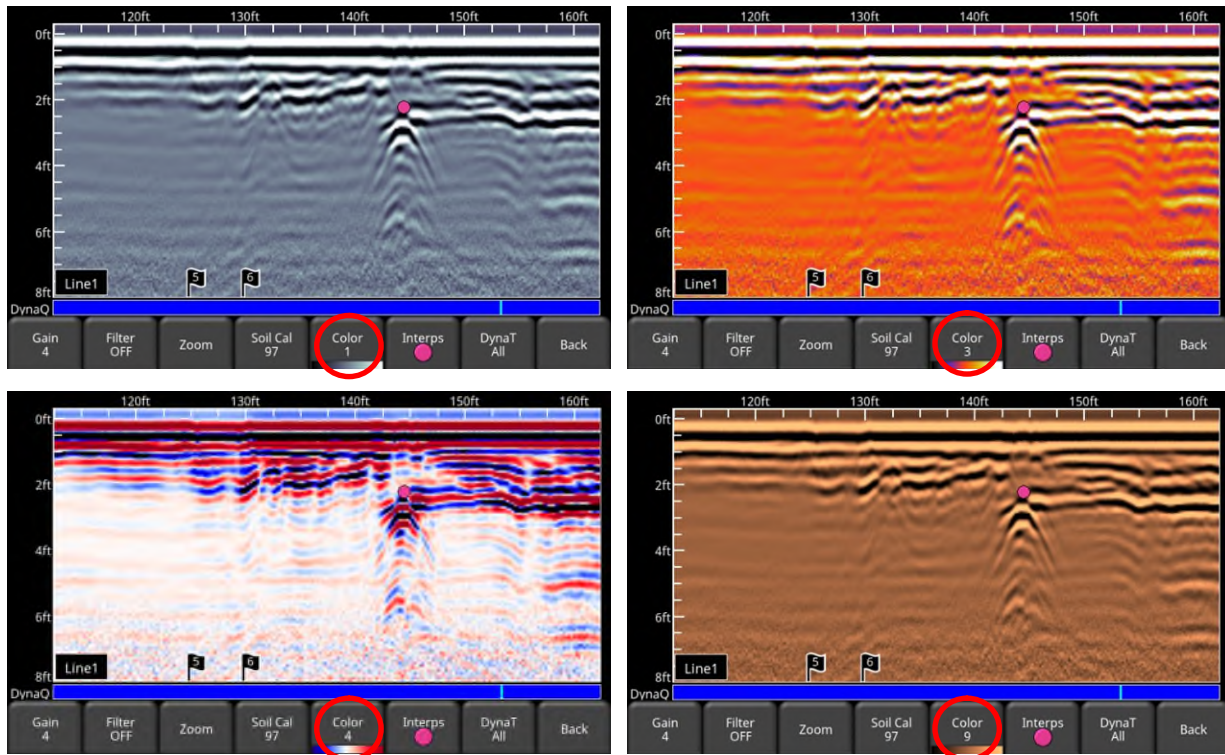 120ft 130ft 140ft 150ft 160ft
0ft
2ft
4ft
6ft
8ft
5 6
Line1
DynaQ
Gain 4 Filter OFF Zoom Soil Cal 97 Color 1 Interps DynaT All Back
120ft 130ft 140ft 150ft 160ft
0ft
2ft
4ft
6ft
8ft
5 6
Line1
DynaQ
Gain 4 Filter OFF Zoom Soil Cal 97 Color 3 Interps DynaT All Back
120ft 130ft 140ft 150ft 160ft
0ft
2ft
4ft
6ft
8ft
5 6
Line1
DynaQ
Gain 4 Filter OFF Zoom Soil Cal 97 Color 4 Interps DynaT All Back
120ft 130ft 140ft 150ft 160ft
0ft
2ft
4ft
6ft
8ft
5 6
Line1
DynaQ
Gain 4 Filter OFF Zoom Soil Cal 97 Color 9 Interps DynaT All Back